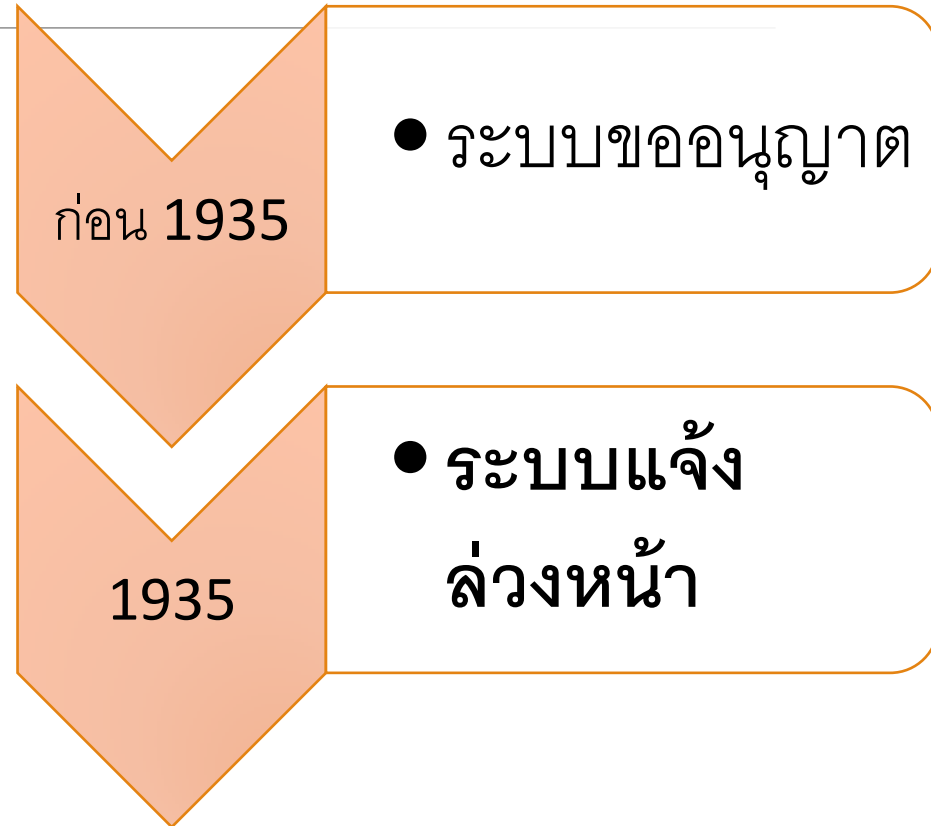 ก่อน 1935
• ระบบขออนุญาต
1935
• ระบบแจ้ง
ล่วงหน้า